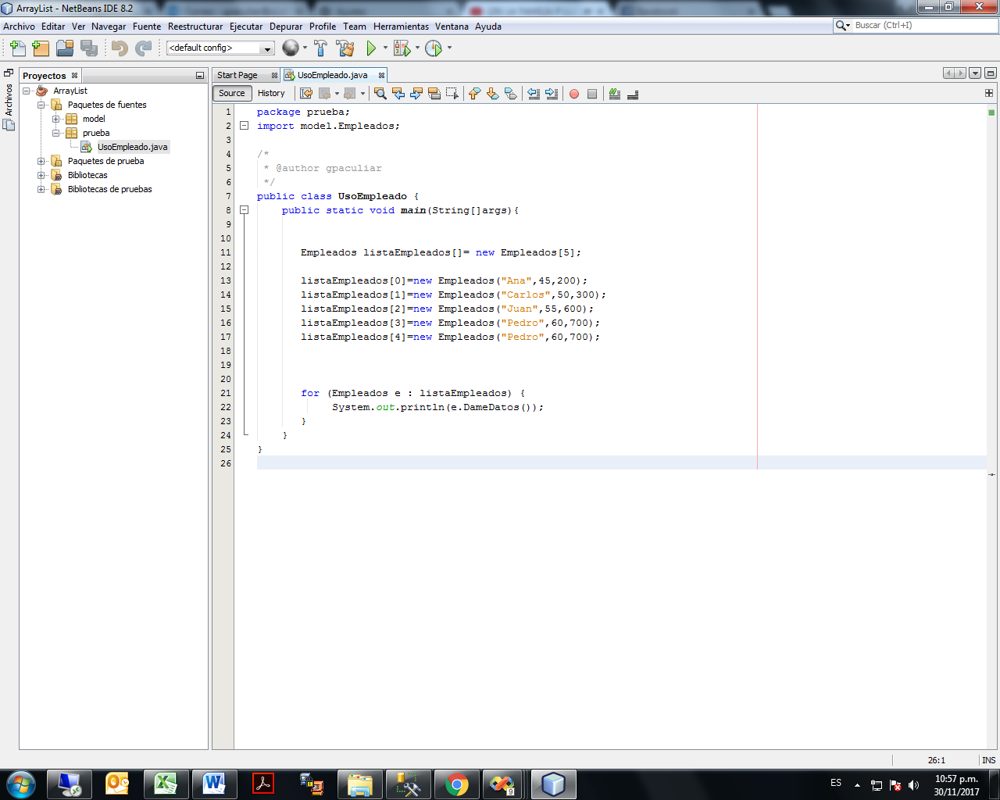 ArrayList - NetBeans IDE 8.2
Archivo Editar Ver Navegar Fuente Reestructurar Ejecutar Depurar Profile Team Herramientas Ventana Ayuda
Buscar (Ctrl+I)
<default config>
Archivos
Proyectos
ArrayList
Paquetes de fuentes
model
prueba
UsoEmpleado.java
Paquetes de prueba
Bibliotecas
Bibliotecas de pruebas
Start Page UsoEmpleado.java
Source History
1 package prueba;
2 import model.Empleados;
3
4 /*
5 * @author gpaculiar
6 */
7 public class UsoEmpleado {
8 public static void main(String[]args){
9
10
11 Empleados listaEmpleados[]= new Empleados[5];
12
13 listaEmpleados[0]=new Empleados("Ana",45,200);
14 listaEmpleados[1]=new Empleados("Carlos",50,300);
15 listaEmpleados[2]=new Empleados("Juan",55,600);
16 listaEmpleados[3]=new Empleados("Pedro",60,700);
17 listaEmpleados[4]=new Empleados("Pedro",60,700);
18
19
20
21 for (Empleados e : listaEmpleados) {
22 System.out.println(e.DameDatos());
23 }
24 }
25 }
26
26:1 INS
9
ES
10:57 p.m.
30/11/2017